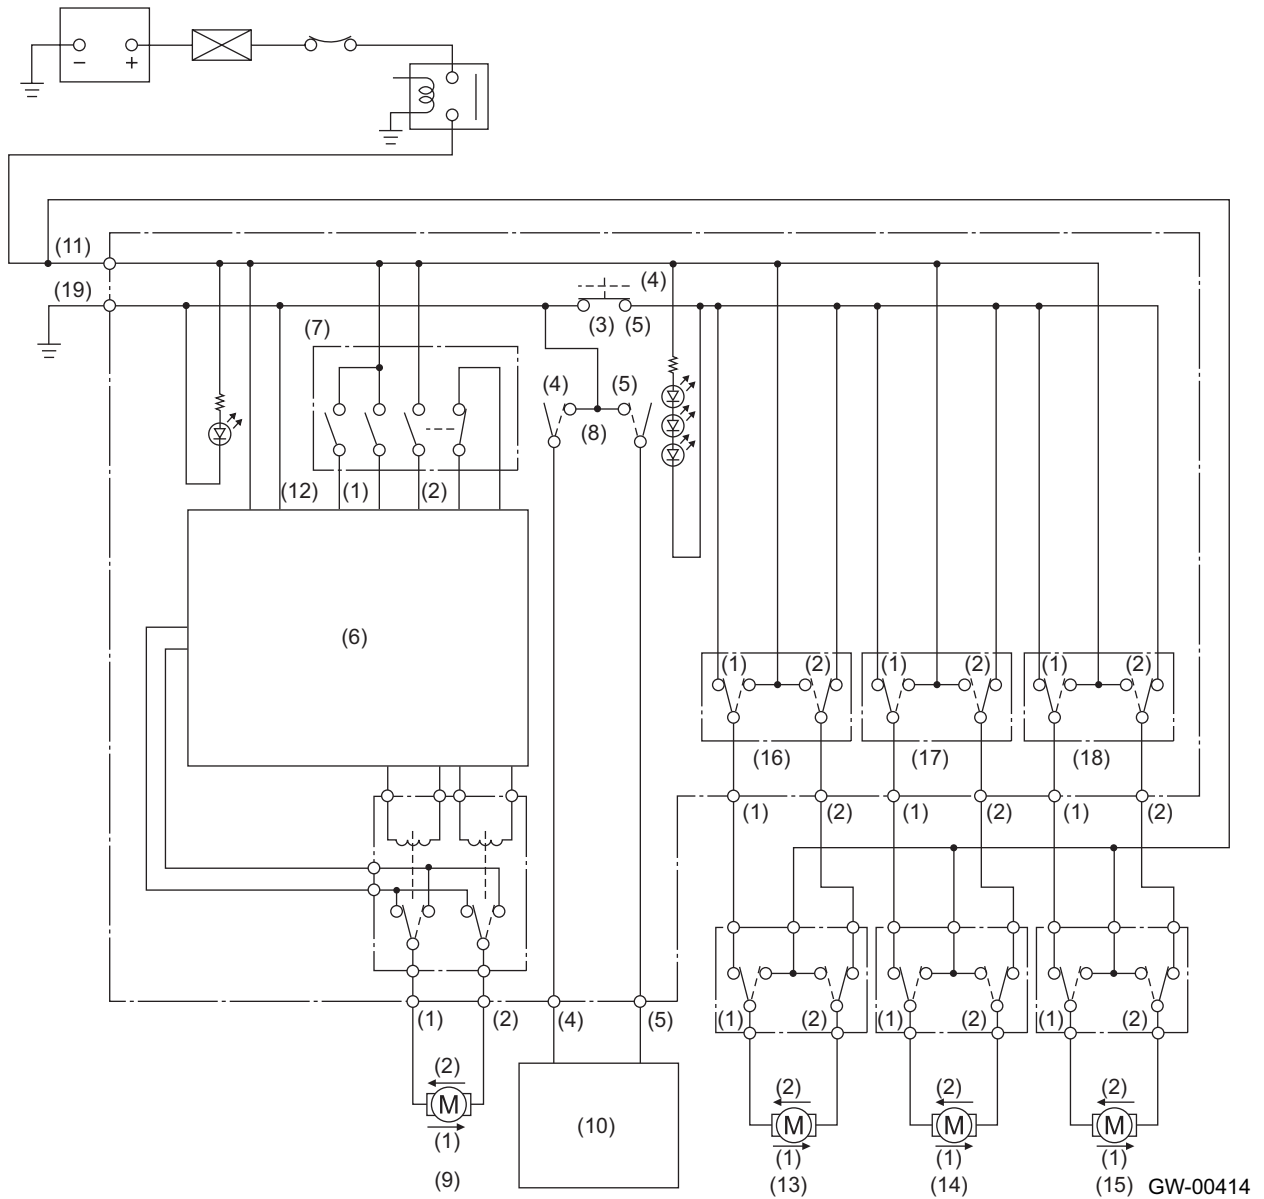 − +
(11)
(19)
(4)
(3) (5)
(7)
(4) (5)
(8)
(12) (1) (2)
(6)
(1) (2) (1) (2) (1) (2)
(16) (17) (18)
(1) (2) (1) (2) (1) (2)
(1) (2) (4) (5)
(1) (2) (1) (2) (1) (2)
(2)
M
(1)
(9)
(10)
(2) (2) (2)
M M M
(1) (1) (1)
(13) (14) (15)
GW-00414